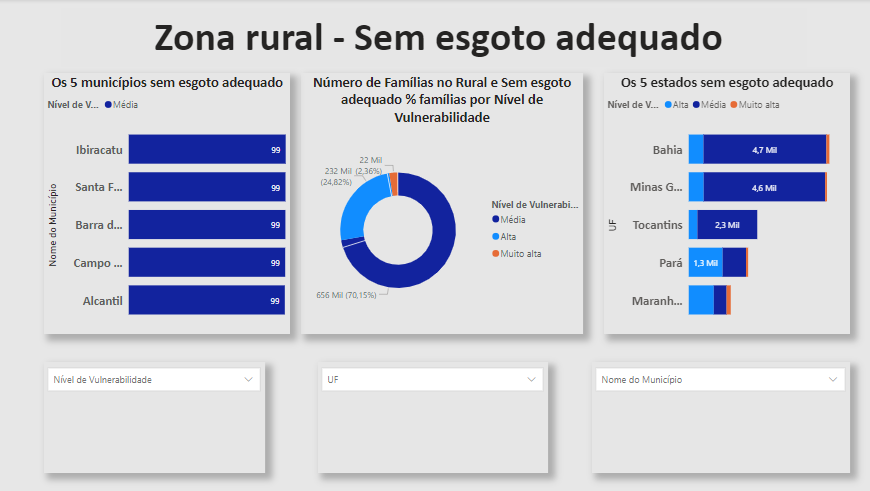 Zona rural - Sem esgoto adequado
Os 5 municípios sem esgoto adequado
Nível de V...
Média
Nome do Município
Ibiracatu
99
Santa F...
99
Barra d...
99
Campo ...
99
Alcantil
99
Número de Famílias no Rural e Sem esgoto
adequado % famílias por Nível de
Vulnerabilidade
22 Mil
(2,36%)
232 Mil
(24,82%)
656 Mil (70,15%)
Nível de Vulnerabi...
Média
Alta
Muito alta
Os 5 estados sem esgoto adequado
Nível de V...
Alta
Média
Muito alta
UF
Bahia
4,7 Mil
Minas G...
4,6 Mil
Tocantins
2,3 Mil
Pará
1,3 Mil
Maranh...
Nível de Vulnerabilidade
UF
Nome do Município